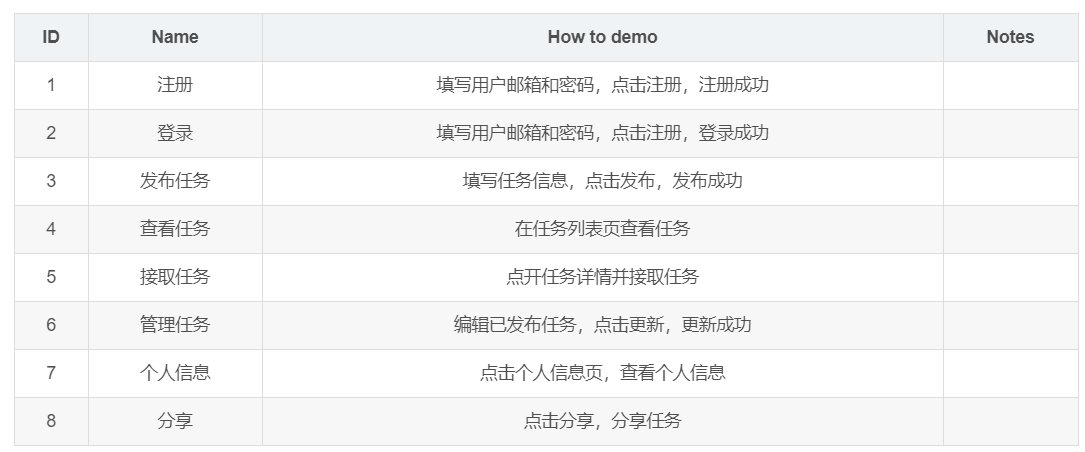 ID Name How to demo Notes
1 注册 填写用户邮箱和密码，点击注册，注册成功
2 登录 填写用户邮箱和密码，点击注册，登录成功
3 发布任务 填写任务信息，点击发布，发布成功
4 查看任务 在任务列表页查看任务
5 接取任务 点开任务详情并接取任务
6 管理任务 编辑已发布任务，点击更新，更新成功
7 个人信息 点击个人信息页，查看个人信息
8 分享 点击分享，分享任务